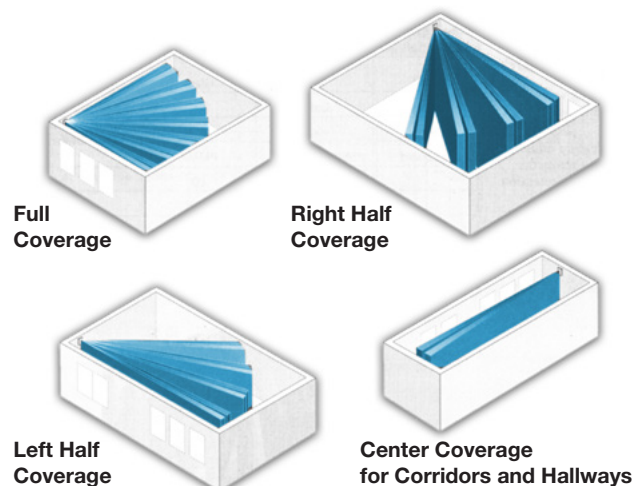 Full
Coverage
Right Half
Coverage
Left Half
Coverage
Center Coverage
for Corridors and Hallways